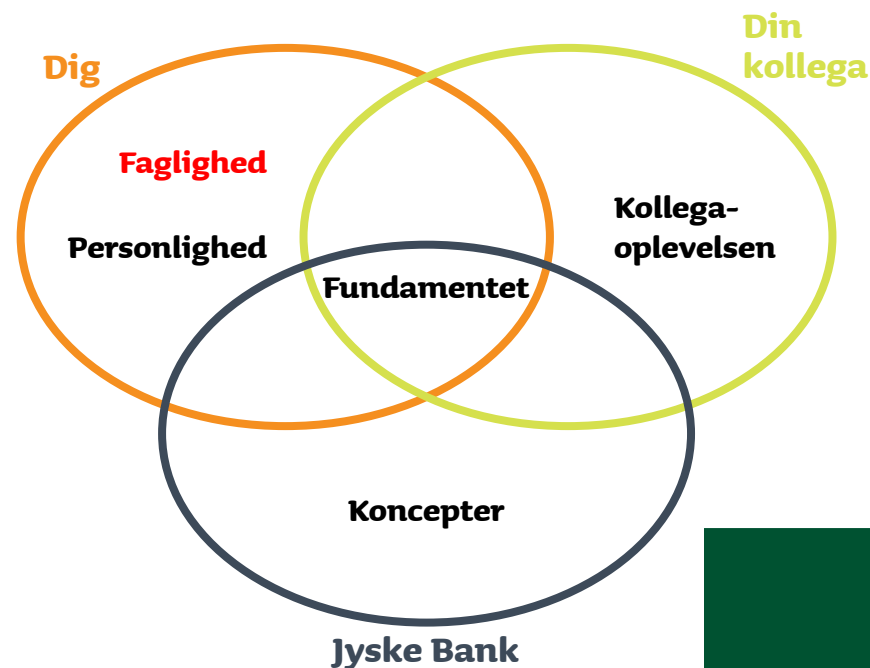 Dig
Din
kollega
Faglighed
Personlighed
Kollega-
oplevelsen
Fundamentet
Koncepter
Jyske Bank